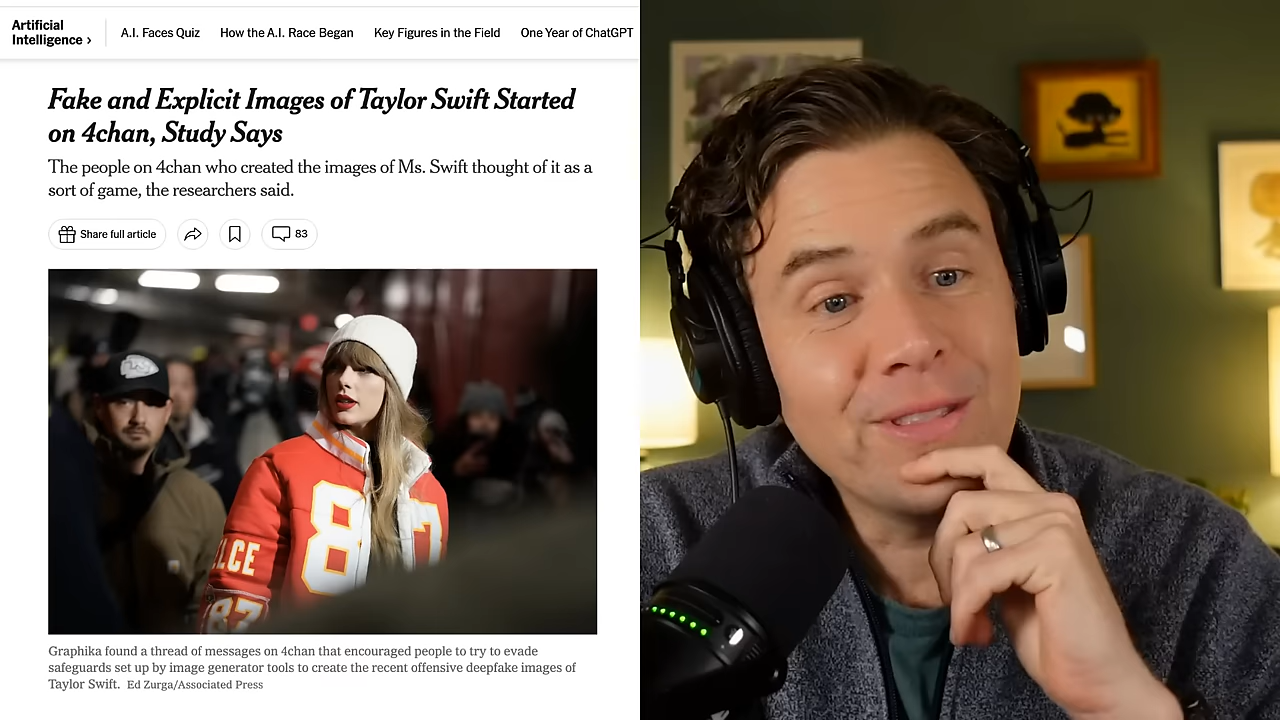 Artificial
Intelligence ›
A.I. Faces Quiz
How the A.I. Race Began
Key Figures in the Field
One Year of ChatGPT
Fake and Explicit Images of Taylor Swift Started
on 4chan, Study Says
The people on 4chan who created the images of Ms. Swift thought of it as a
sort of game, the researchers said.
Share full article
83
LCE
87
87
Graphika found a thread of messages on 4chan that encouraged people to try to evade
safeguards set up by image generator tools to create the recent offensive deepfake images of
Taylor Swift. Ed Zurga/Associated Press